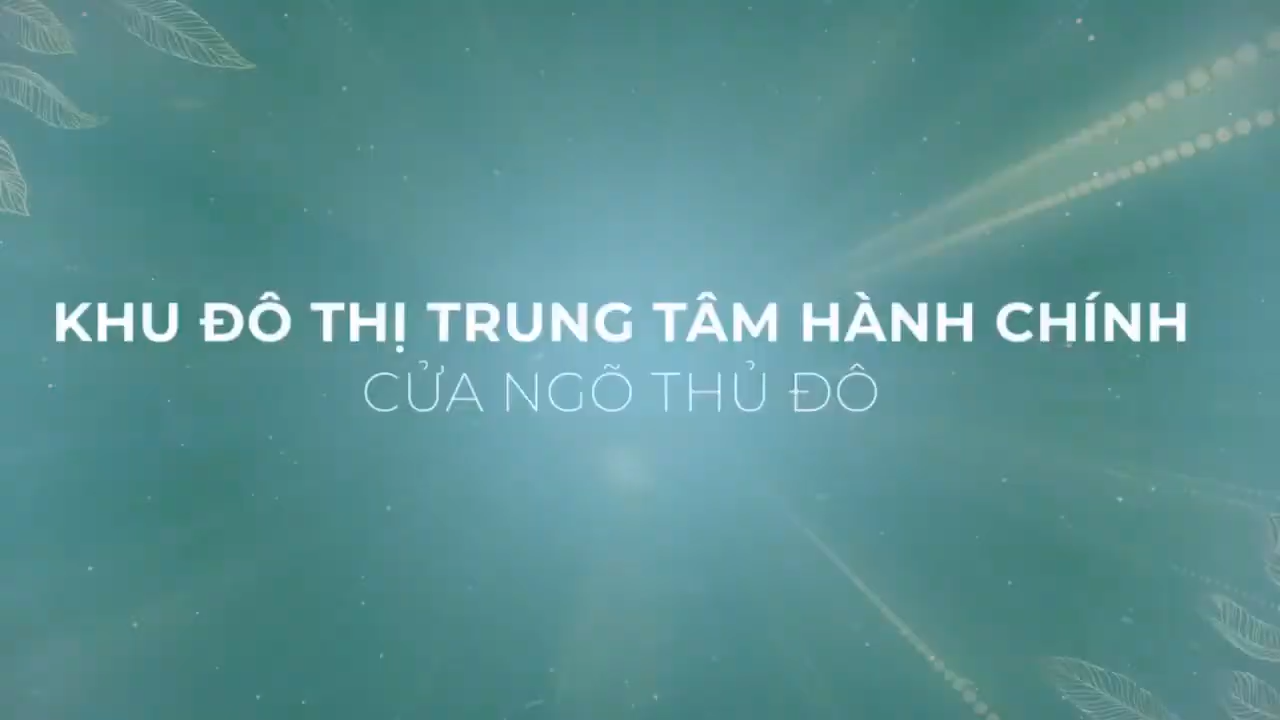 KHU ĐÔ THỊ TRUNG TÂM HÀNH CHÍNH
CỬA NGÕ THỦ ĐÔ